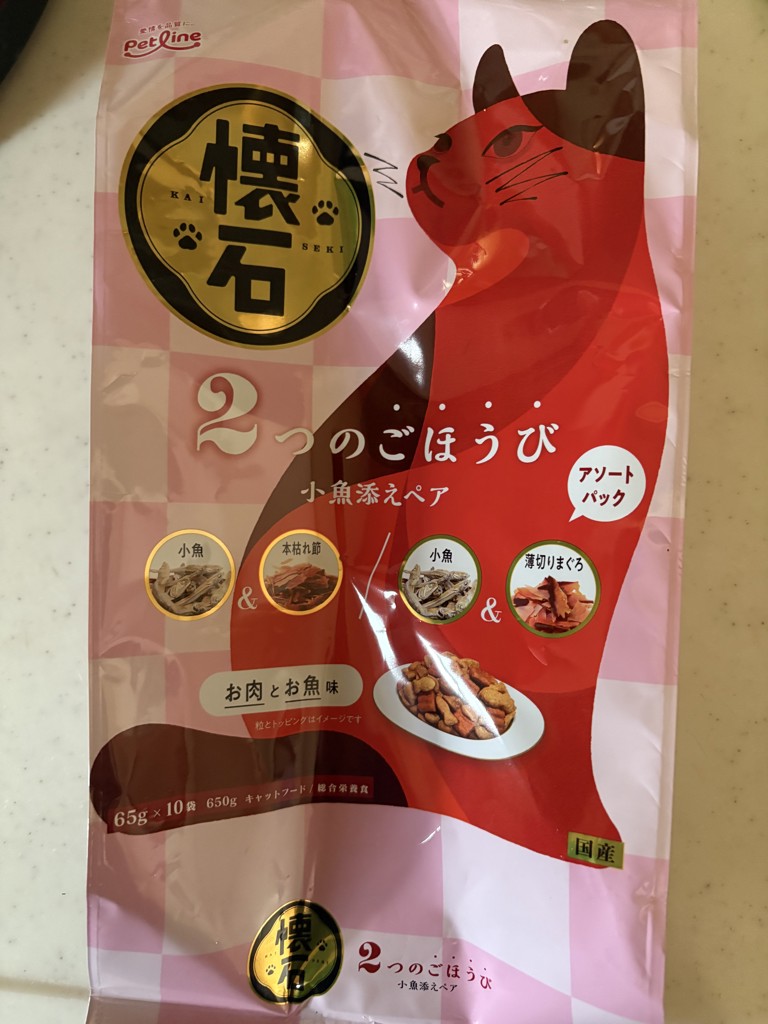 愛情を品質に。
Petline
懐石
KAI
SEKI
2つのごほうび
小魚添えペア
アソート
パック
小魚
&
本枯れ節
/
小魚
&
薄切りまぐろ
お肉とお魚味
粒とトッピングはイメージです
65g×10袋 650g キャットフード/総合栄養食
国産
懐石
2つのごほうび
小魚添えペア